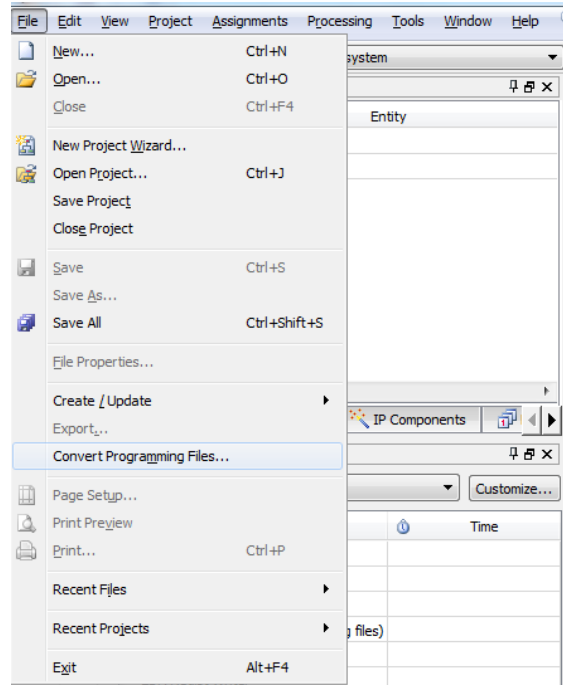 File Edit View Project Assignments Processing Tools Window Help
New... Ctrl+N
system
Open... Ctrl+O
Close Ctrl+F4
Entity
New Project Wizard...
Open Project... Ctrl+J
Save Project
Close Project
Save Ctrl+S
Save As...
Save All Ctrl+Shift+S
File Properties...
Create / Update
IP Components
Export...
Convert Programming Files...
Page Setup...
Customize...
Print Preview
Time
Print... Ctrl+P
Recent Files
Recent Projects
g files)
Exit Alt+F4